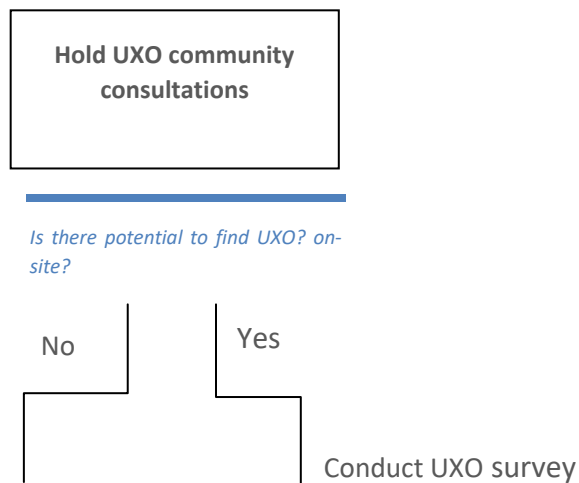 Hold UXO community
consultations
Is there potential to find UXO? on-
site?
No
Yes
Conduct UXO survey